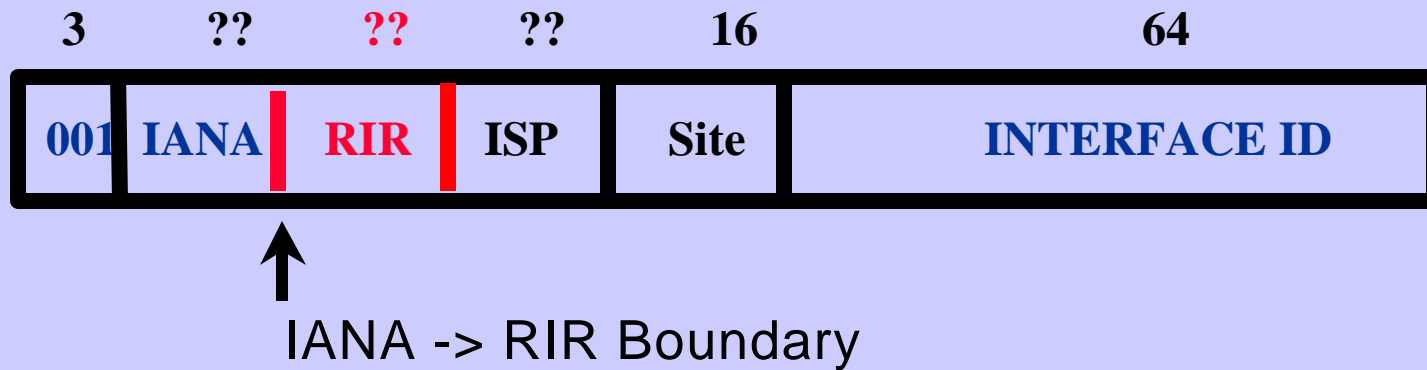 3 ?? ?? ?? 16 64
001 IANA RIR ISP Site INTERFACE ID
IANA -> RIR Boundary